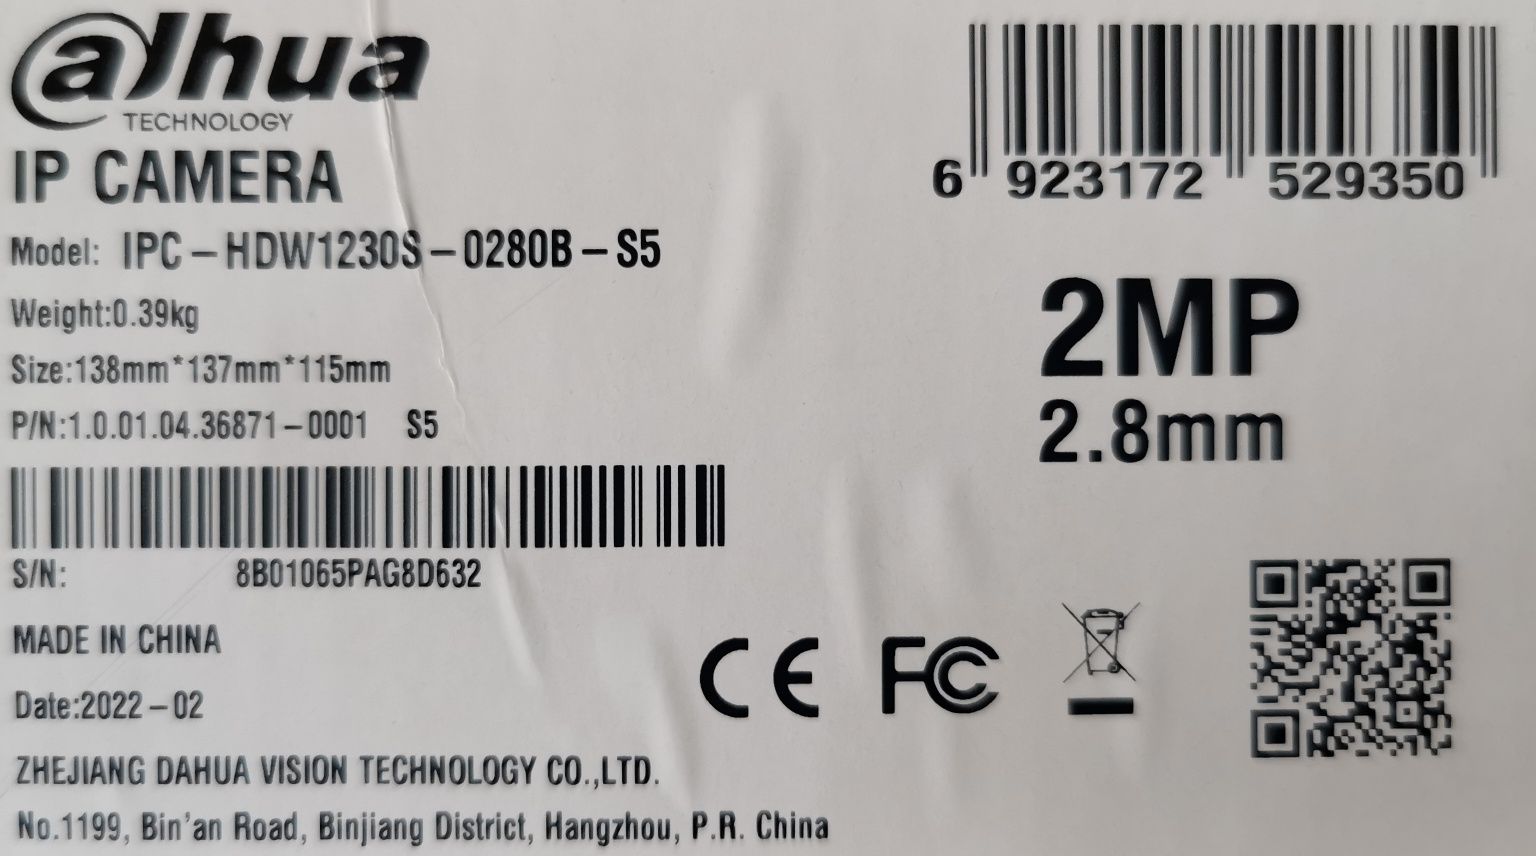 alhua
TECHNOLOGY
IP CAMERA
Model: IPC-HDW1230S-0280B-S5
Weight:0.39kg
Size:138mm*137mm*115mm
P/N:1.0.01.04.36871-0001 S5
S/N: 8B01065PAG8D632
MADE IN CHINA
Date:2022-02
ZHEJIANG DAHUA VISION TECHNOLOGY CO.,LTD.
No.1199, Bin'an Road, Binjiang District, Hangzhou, P.R. China
6 923172 529350
2MP
2.8mm
CE FC